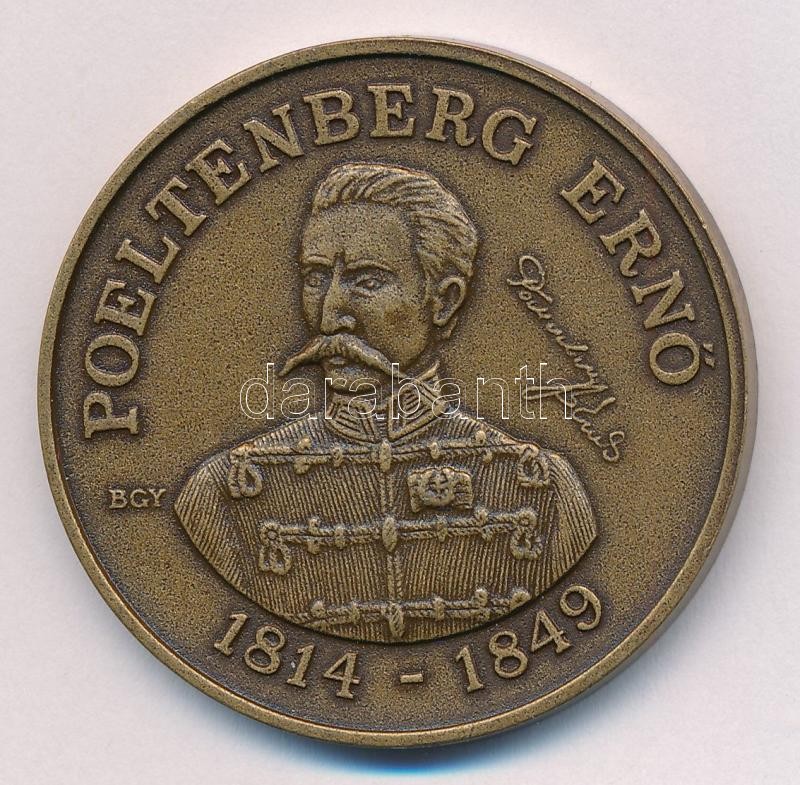 POELTENBERG ERNŐ
BGY
1814 - 1849
darabanth